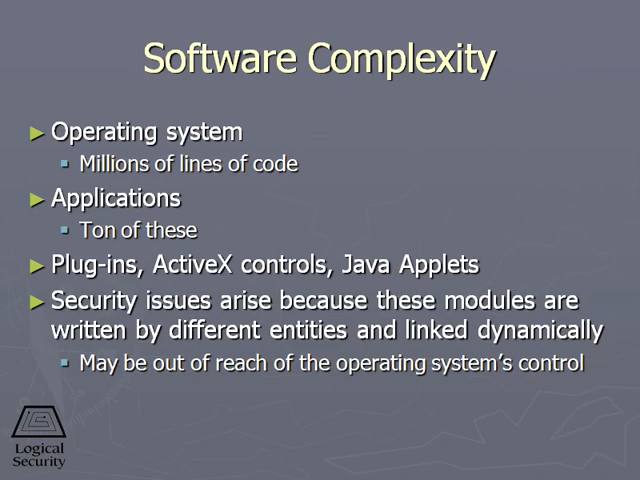 Software Complexity
► Operating system
▪ Millions of lines of code
► Applications
▪ Ton of these
► Plug-ins, ActiveX controls, Java Applets
► Security issues arise because these modules are
written by different entities and linked dynamically
▪ May be out of reach of the operating system's control
Logical
Security